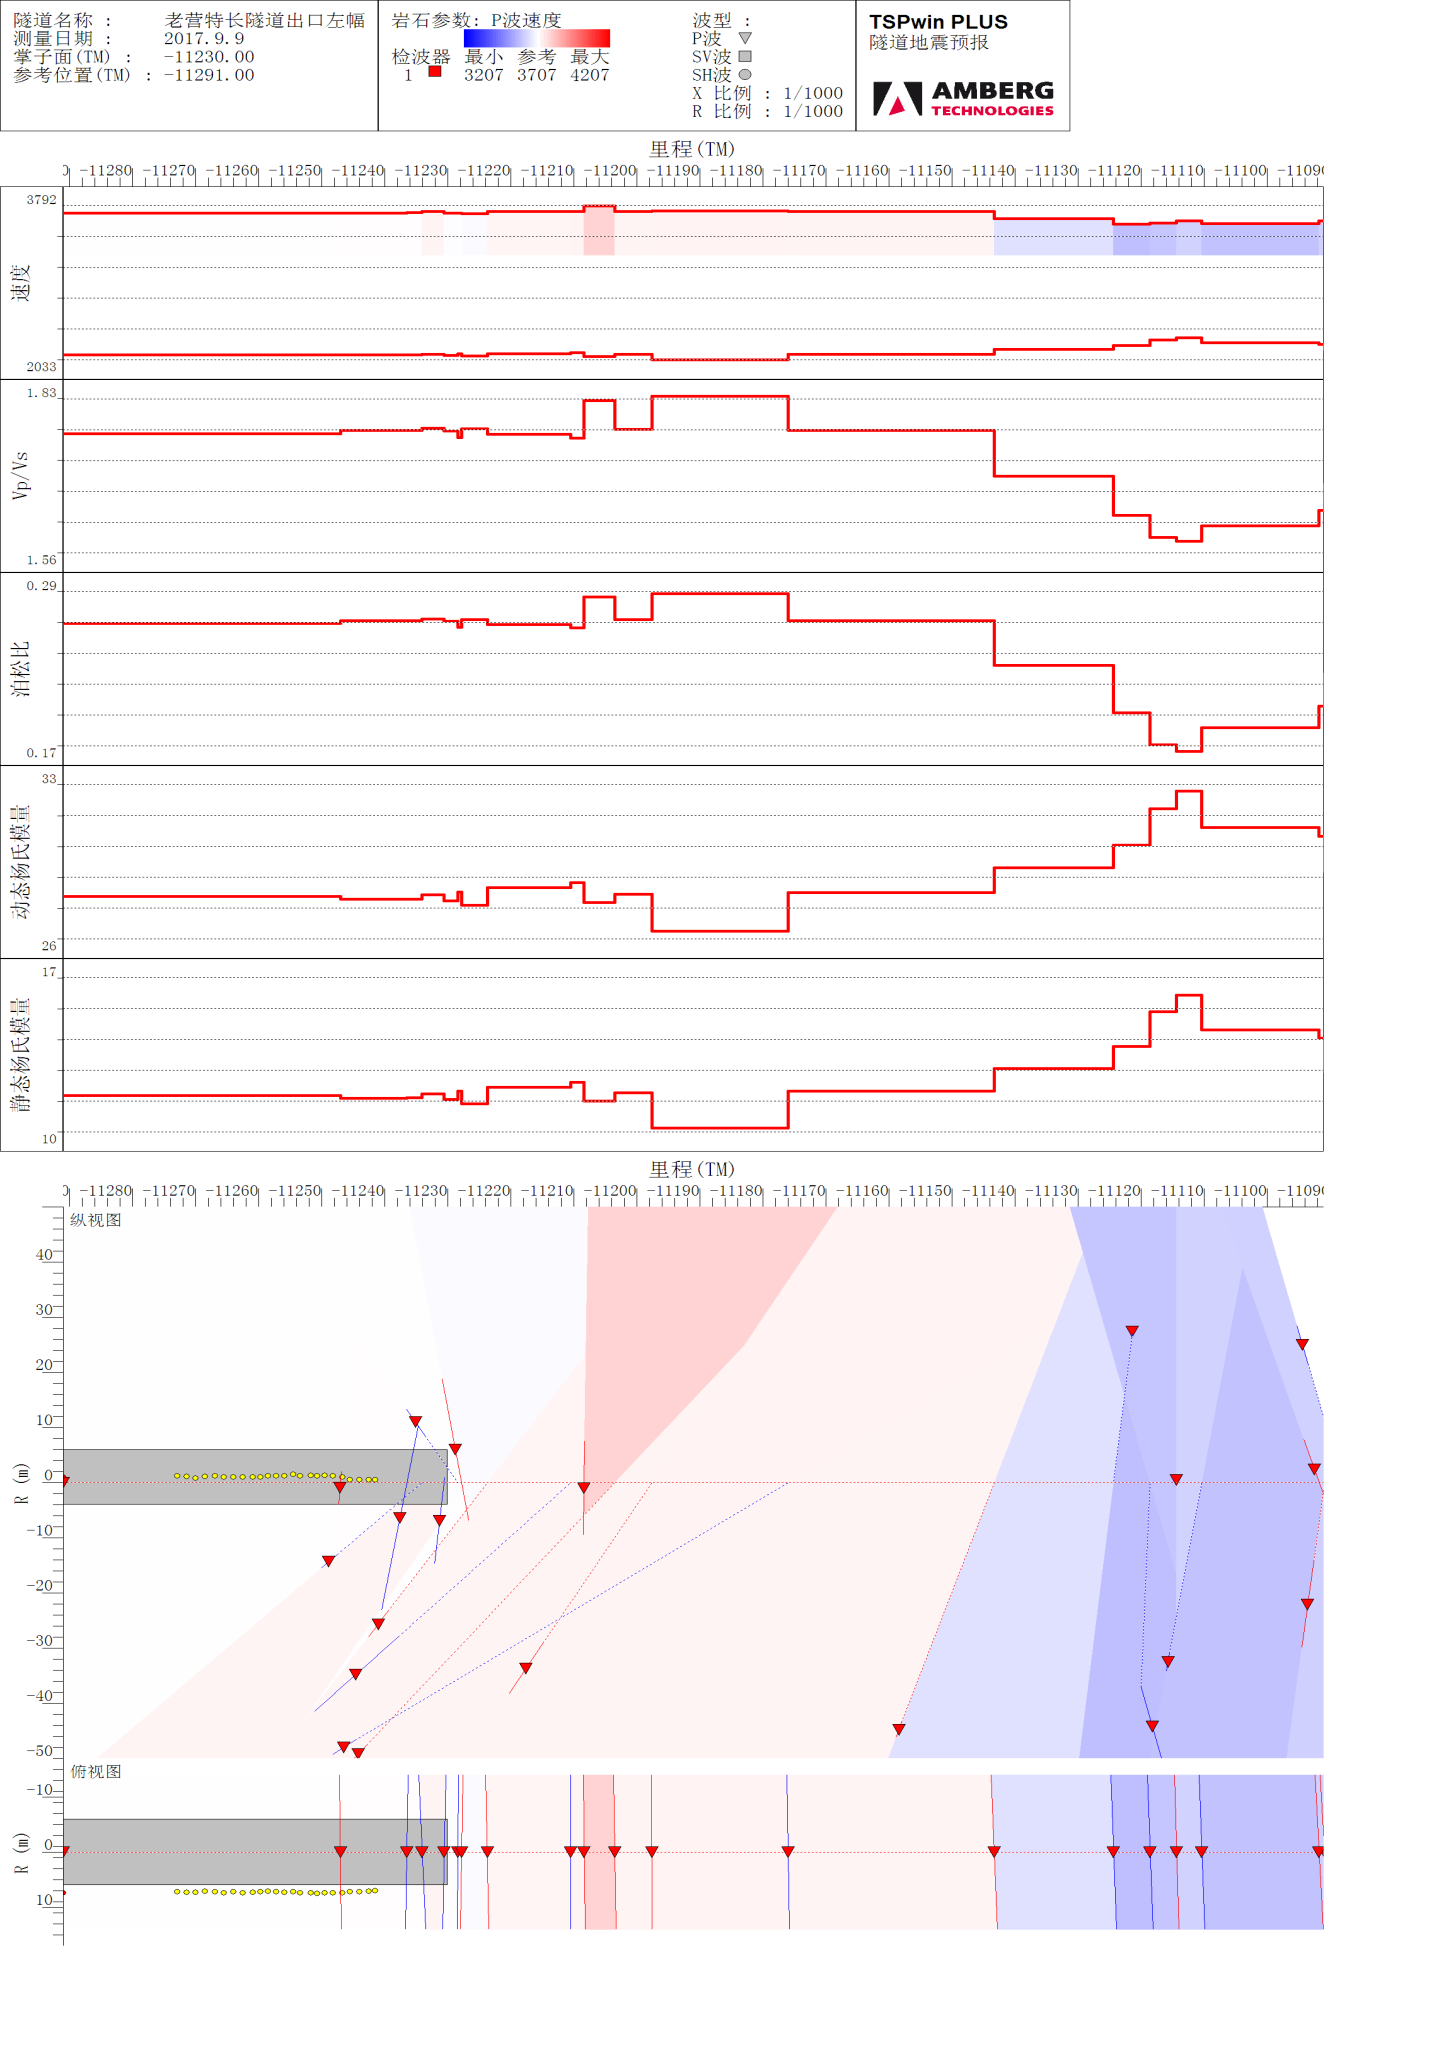 隧道名称 : 老营特长隧道出口左幅
测量日期 : 2017.9.9
掌子面(TM) : -11230.00
参考位置(TM) : -11291.00
岩石参数: P波速度
检波器 最小 参考 最大
1 3207 3707 4207
波型 :
P波
SV波
SH波
X 比例 : 1/1000
R 比例 : 1/1000
TSPwin PLUS
隧道地震预报
AMBERG
TECHNOLOGIES
里程(TM)
0 -11280 -11270 -11260 -11250 -11240 -11230 -11220 -11210 -11200 -11190 -11180 -11170 -11160 -11150 -11140 -11130 -11120 -11110 -11100 -1109
3792
速度
2033
1.83
Vp/Vs
1.56
0.29
泊松比
0.17
33
动态杨氏模量
26
17
静态杨氏模量
10
里程(TM)
0 -11280 -11270 -11260 -11250 -11240 -11230 -11220 -11210 -11200 -11190 -11180 -11170 -11160 -11150 -11140 -11130 -11120 -11110 -11100 -1109
纵视图
40
30
20
10
0
R (m)
-10
-20
-30
-40
-50
俯视图
-10
0
R (m)
10